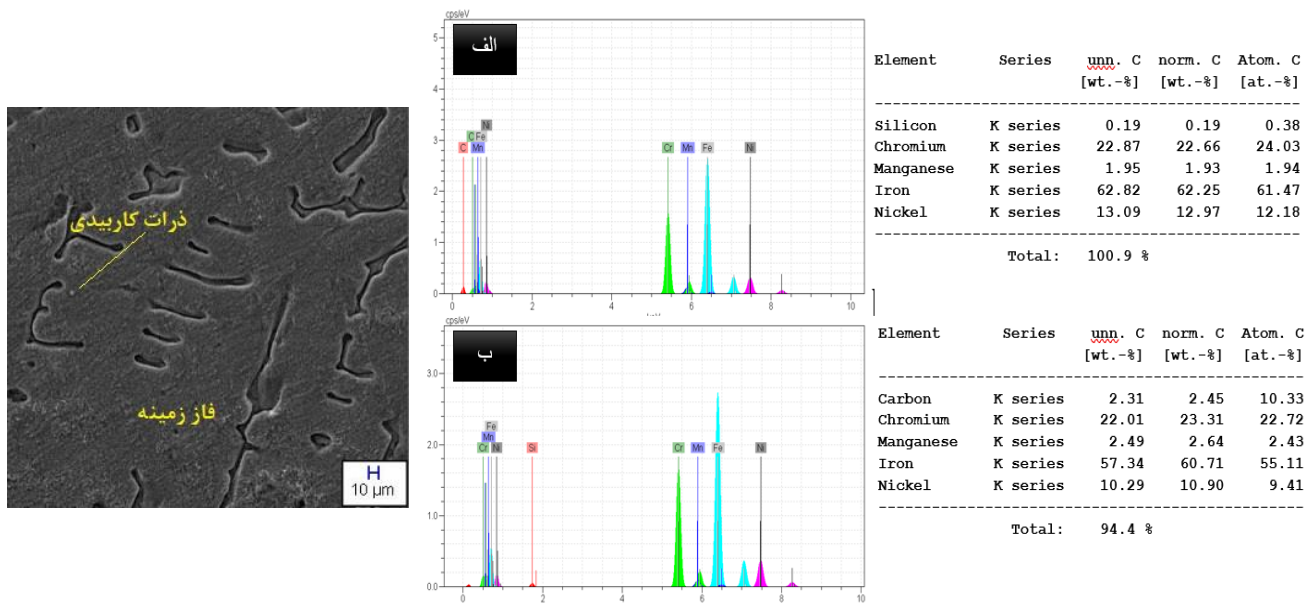 ذرات کاربیدی
فاز زمینه
H
10 µm
cps/eV
الف
5
4
3
2
1
0
C C Fe Ni
Mn
Cr Mn Fe Ni
0 2 4 6 8 10
Element Series unn. C norm. C Atom. C
[wt.-%] [wt.-%] [at.-%]
Silicon K series 0.19 0.19 0.38
Chromium K series 22.87 22.66 24.03
Manganese K series 1.95 1.93 1.94
Iron K series 62.82 62.25 61.47
Nickel K series 13.09 12.97 12.18
Total: 100.9 %
cps/eV
ب
3.0
2.0
1.0
0.0
Fe
Mn
Cr Ni Si Cr Mn Fe Ni
0 2 4 6 8 10
Element Series unn. C norm. C Atom. C
[wt.-%] [wt.-%] [at.-%]
Carbon K series 2.31 2.45 10.33
Chromium K series 22.01 23.31 22.72
Manganese K series 2.49 2.64 2.43
Iron K series 57.34 60.71 55.11
Nickel K series 10.29 10.90 9.41
Total: 94.4 %